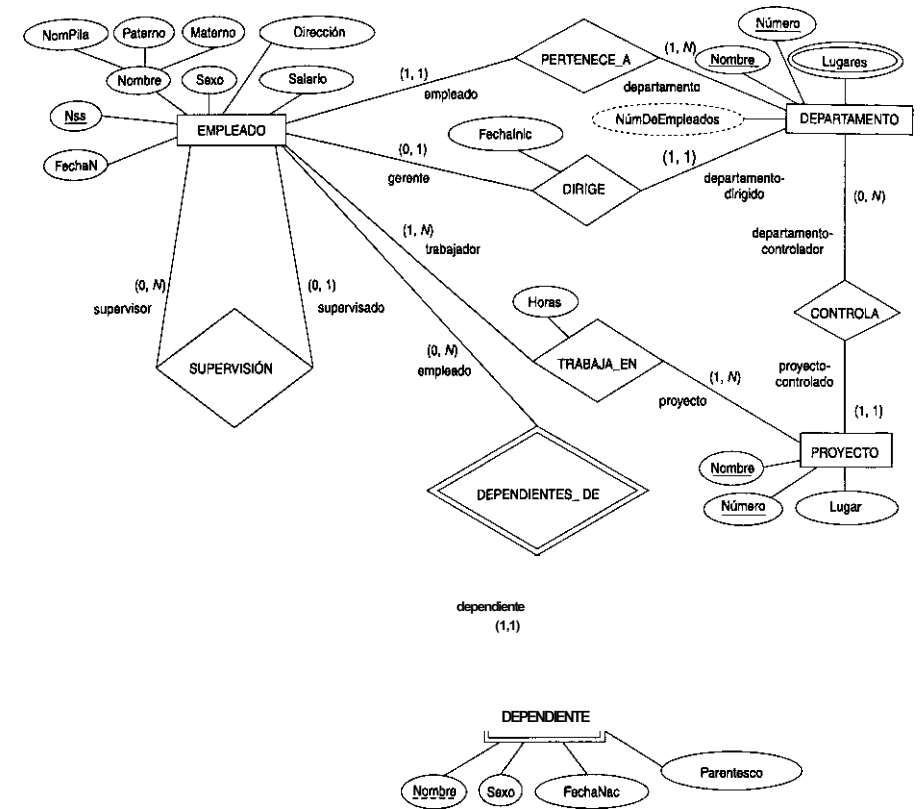 Número
NomPila
Paterno
Materno
Dirección
(1, N)
Nombre
Lugares
PERTENECE_A
Nombre
Sexo
Salario
(1, 1)
empleado
departamento
Nss
EMPLEADO
FechaInic
NúmDeEmpleados
DEPARTAMENTO
FechaN
(0, 1)
gerente
DIRIGE
(1, 1)
departamento-
dirigido
(0, N)
(1, N)
trabajador
departamento-
controlador
(0, N)
supervisor
(0, 1)
supervisado
Horas
CONTROLA
SUPERVISIÓN
(0, N)
empleado
TRABAJA_EN
(1, N)
proyecto
proyecto-
controlado
(1, 1)
PROYECTO
Nombre
Número
Lugar
DEPENDIENTES_ DE
dependiente
(1,1)
DEPENDIENTE
Nombre
Sexo
FechaNac
Parentesco